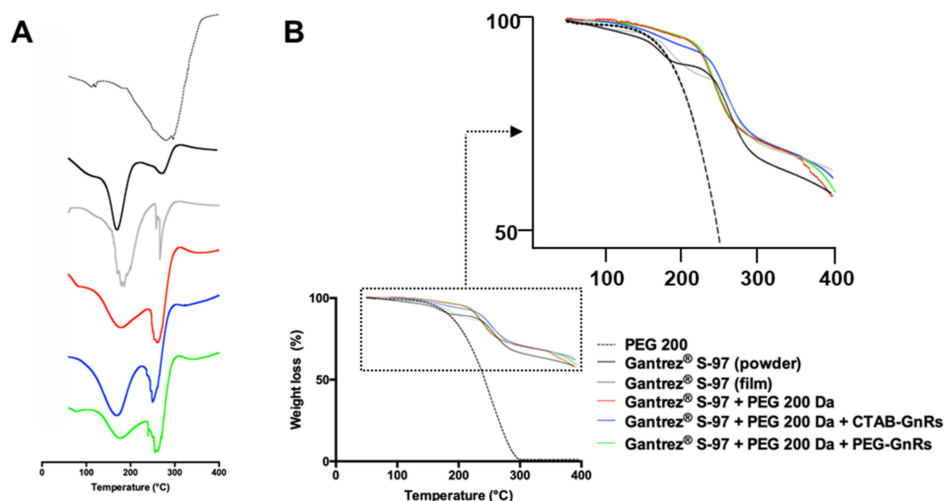 A
B
100
50
100 200 300 400
100
50
0
Weight loss (%)
0 100 200 300 400
Temperature (°C)
0 100 200 300 400
Temperature (°C)
PEG 200
Gantrez® S-97 (powder)
Gantrez® S-97 (film)
Gantrez® S-97 + PEG 200 Da
Gantrez® S-97 + PEG 200 Da + CTAB-GnRs
Gantrez® S-97 + PEG 200 Da + PEG-GnRs